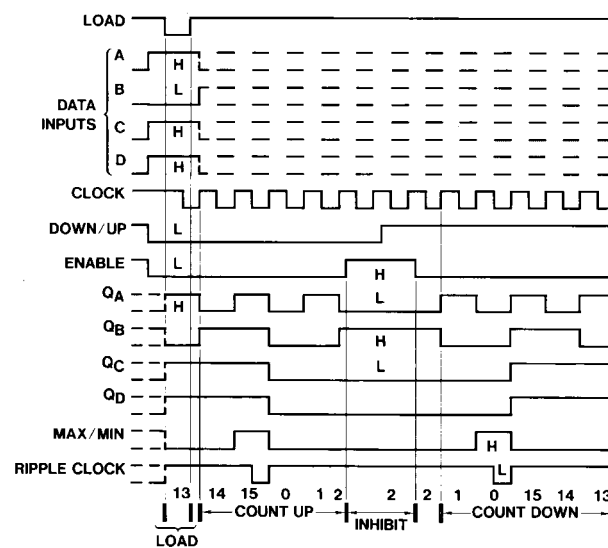 LOAD
A H
B L
DATA INPUTS
C H
D H
CLOCK
DOWN/UP L
ENABLE L H
QA H L
QB H
QC L
QD
MAX/MIN H
RIPPLE CLOCK L
13 14 15 0 1 2 2 2 1 0 15 14 13
COUNT UP INHIBIT COUNT DOWN
LOAD